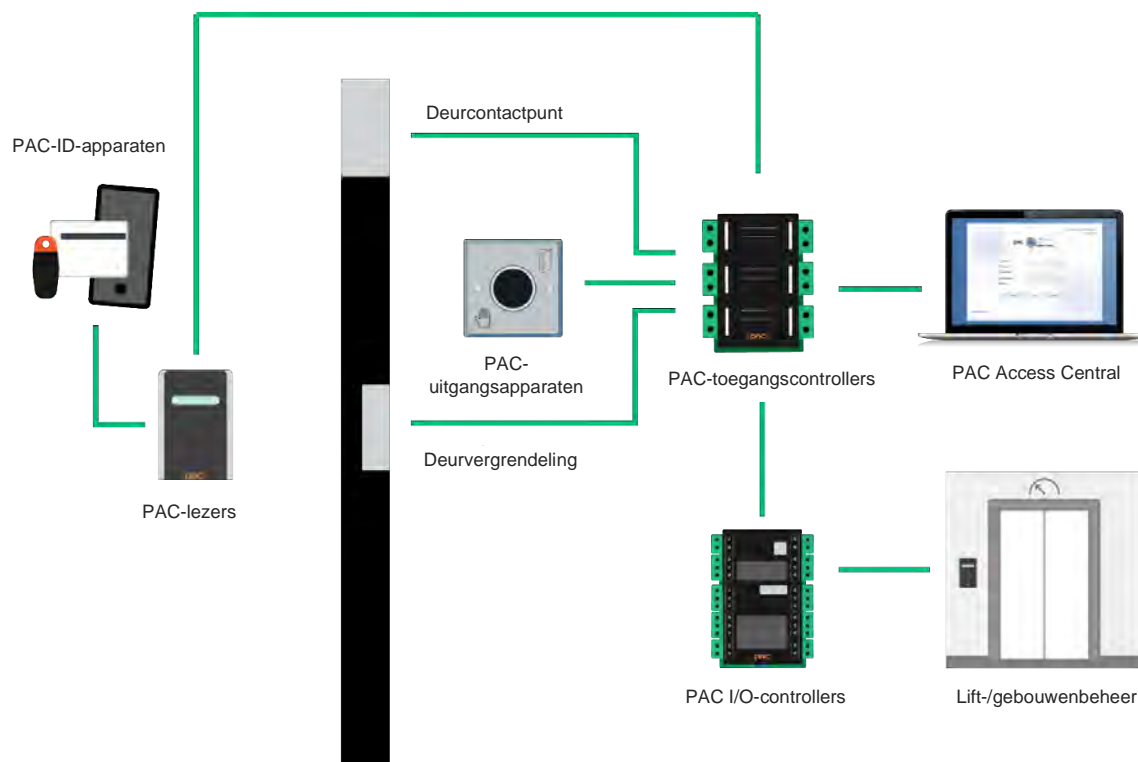 Deurcontactpunt
PAC-ID-apparaten
PAC-
uitgangsapparaten
PAC-toegangscontrollers
PAC Access Central
Deurvergrendeling
PAC-lezers
PAC I/O-controllers
Lift-/gebouwenbeheer